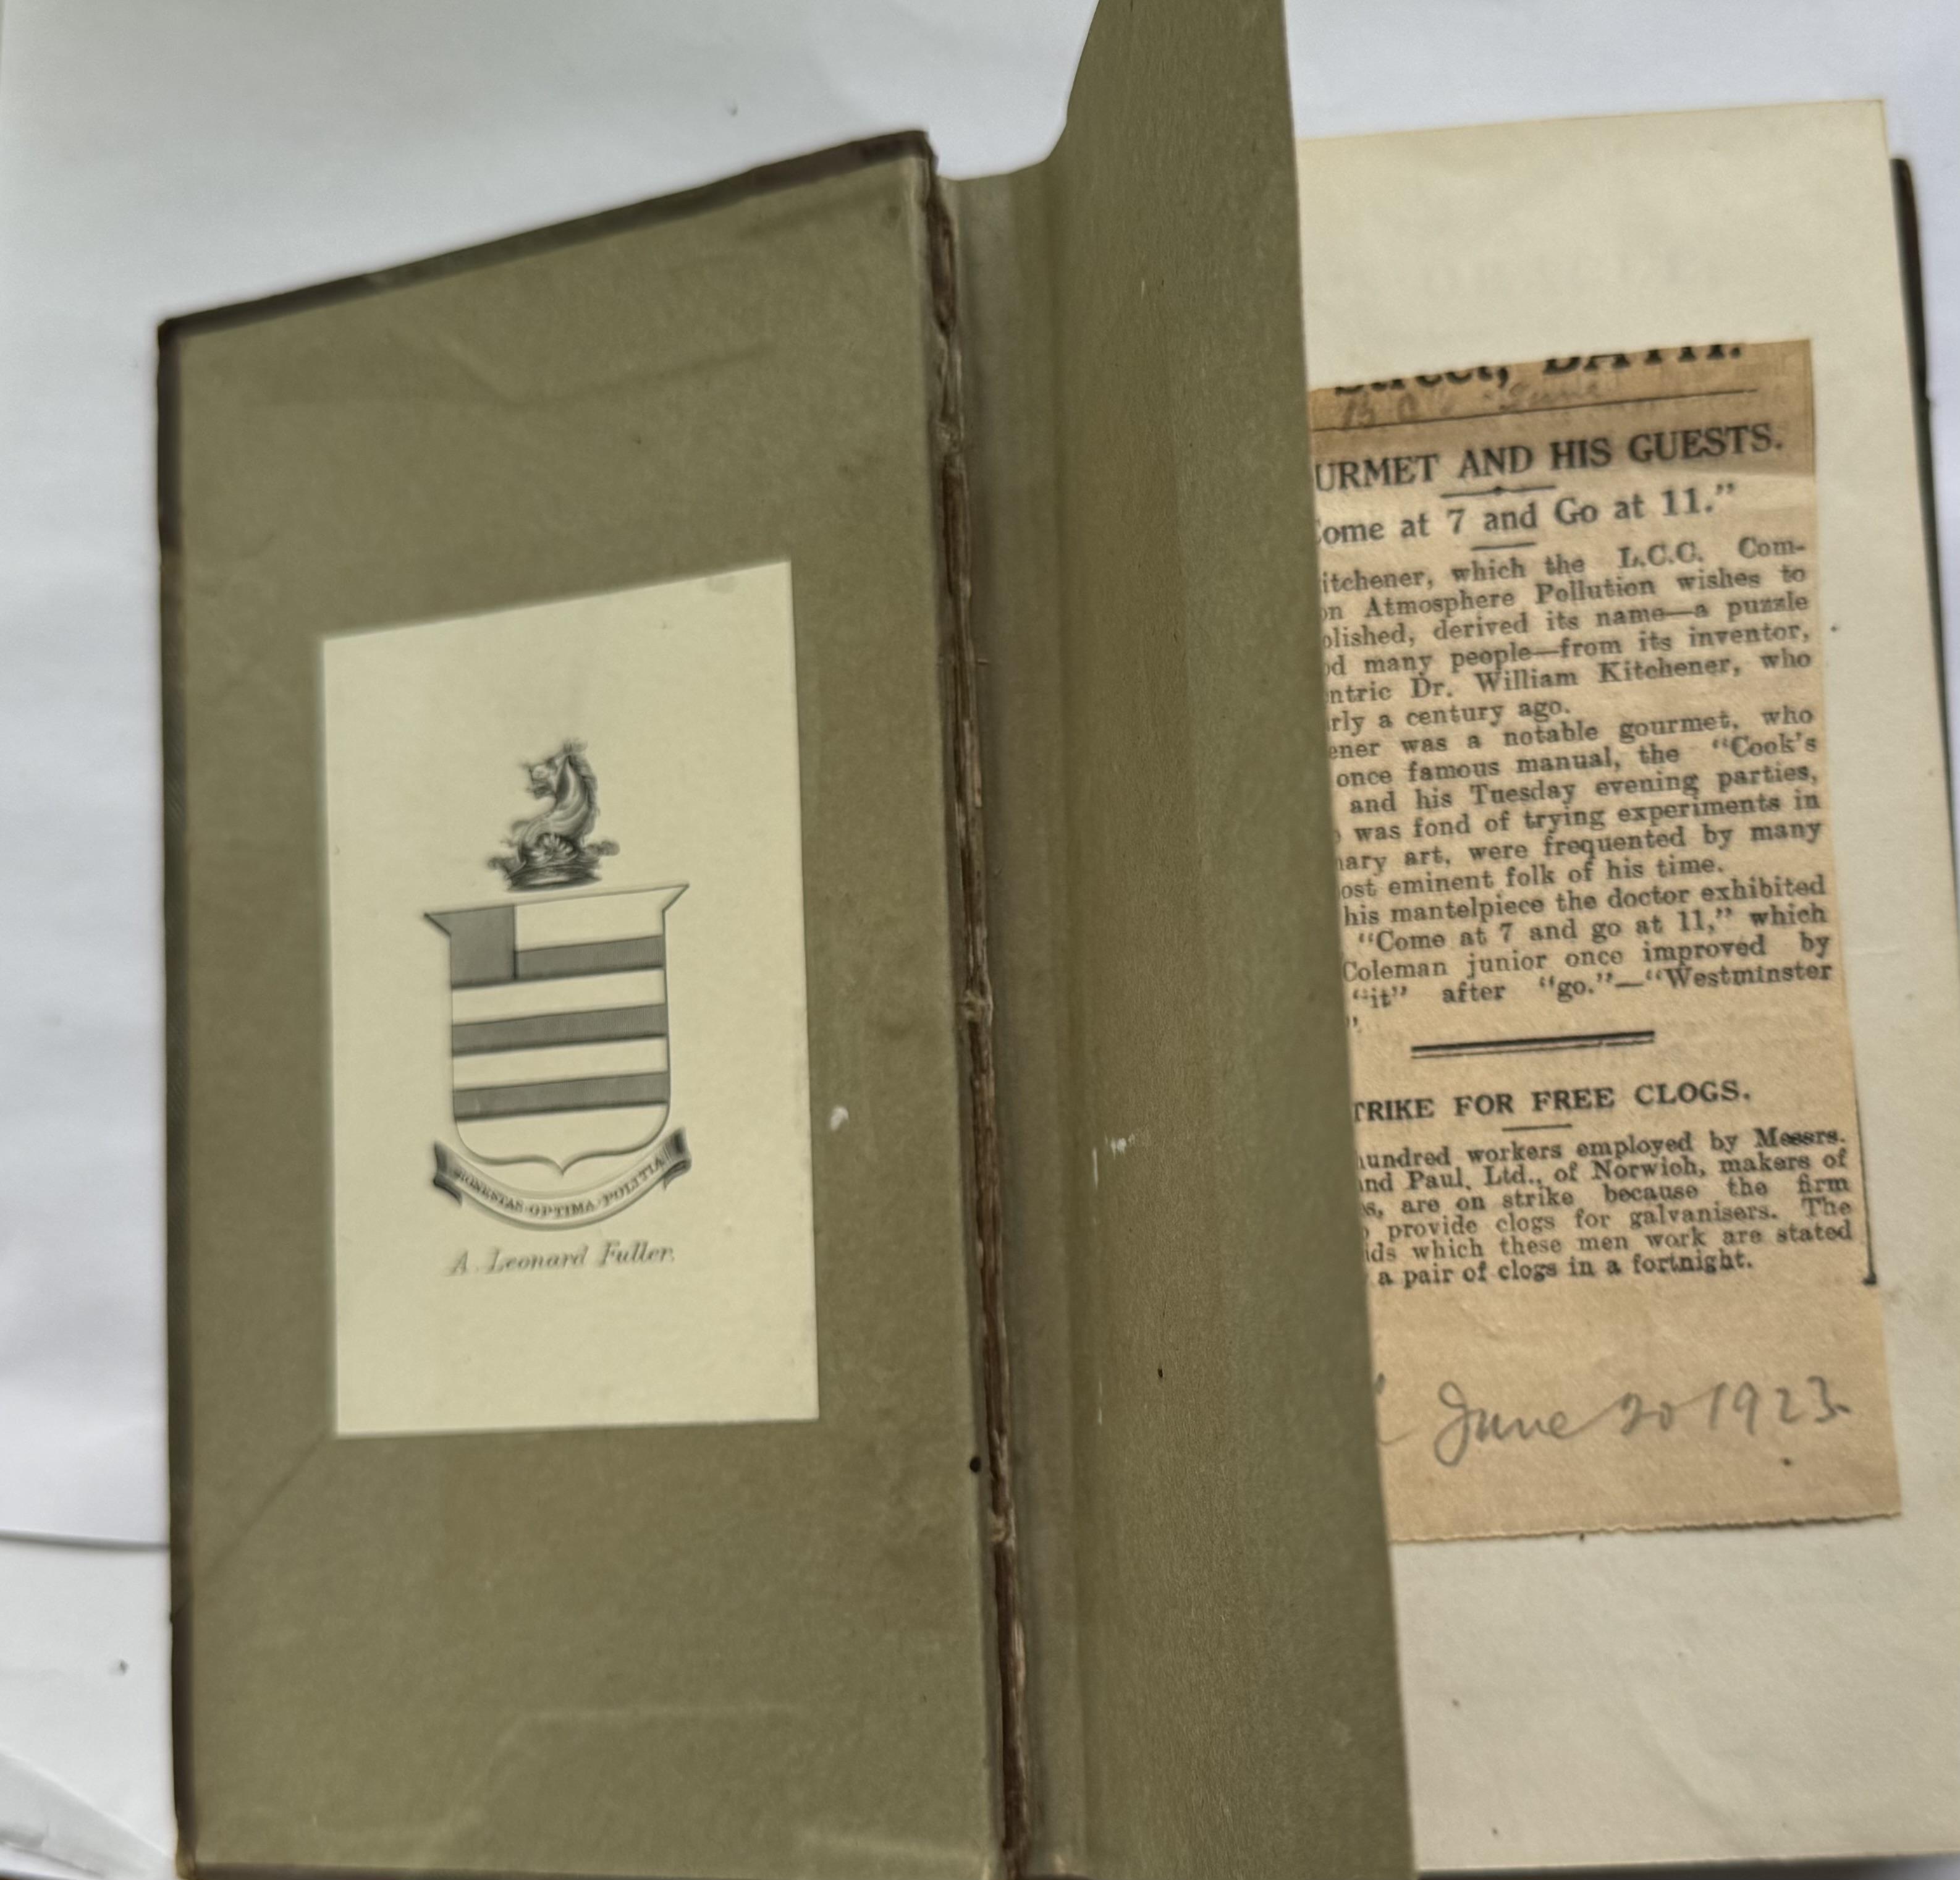 HONESTAS·OPTIMA·POLITIA
A. Leonard Fuller.
Street, BATH.
URMET AND HIS GUESTS.
ome at 7 and Go at 11."
itchener, which the L.C.C. Com-
on Atmosphere Pollution wishes to
olished, derived its name—a puzzle
od many people—from its inventor,
ntric Dr. William Kitchener, who
rly a century ago.
ener was a notable gourmet, who
once famous manual, the "Cook's
and his Tuesday evening parties,
was fond of trying experiments in
nary art, were frequented by many
ost eminent folk of his time.
his mantelpiece the doctor exhibited
"Come at 7 and go at 11," which
Coleman junior once improved by
"it" after "go."—"Westminster
"
TRIKE FOR FREE CLOGS.
hundred workers employed by Messrs.
nd Paul, Ltd., of Norwich, makers of
s, are on strike because the firm
provide clogs for galvanisers. The
ids which these men work are stated
a pair of clogs in a fortnight.
June 20 1923